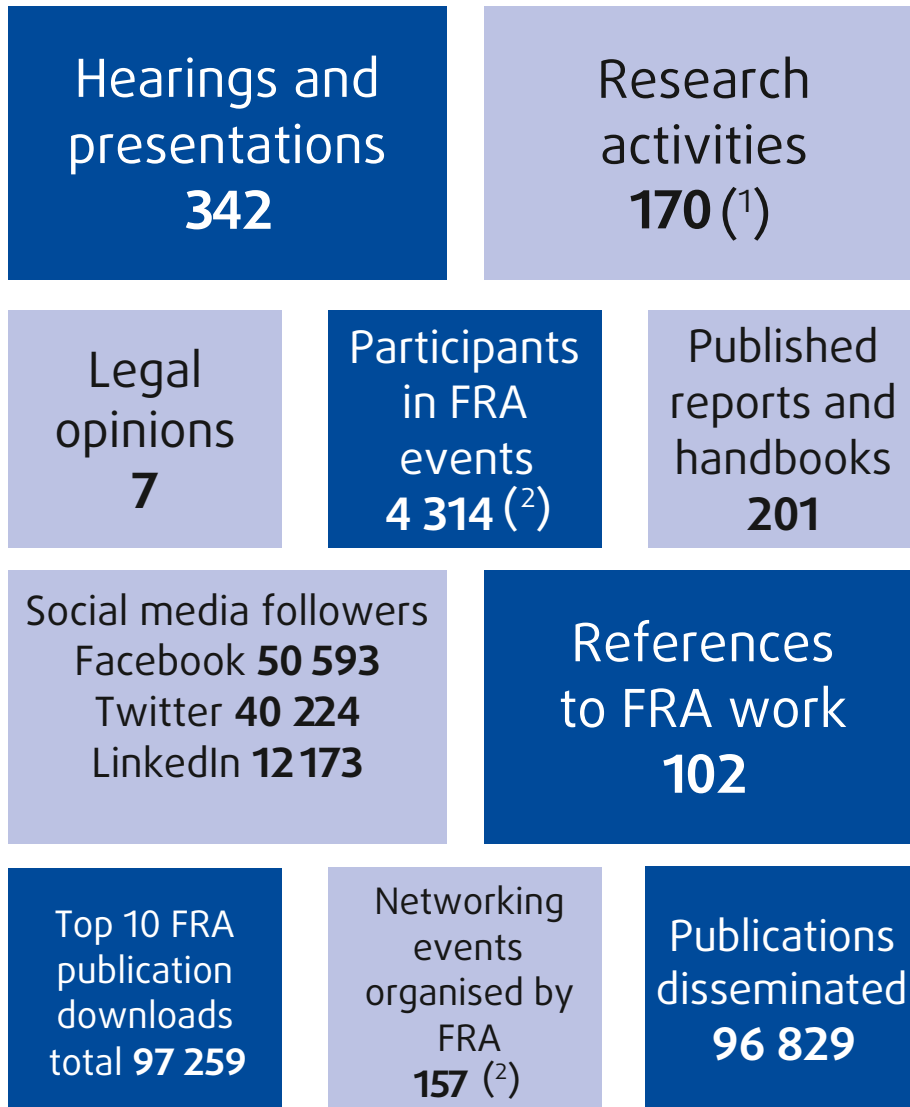 Hearings and
presentations
342
Research
activities
170 (¹)
Legal
opinions
7
Participants
in FRA
events
4 314 (²)
Published
reports and
handbooks
201
Social media followers
Facebook 50 593
Twitter 40 224
LinkedIn 12 173
References
to FRA work
102
Top 10 FRA
publication
downloads
total 97 259
Networking
events
organised by
FRA
157 (²)
Publications
disseminated
96 829